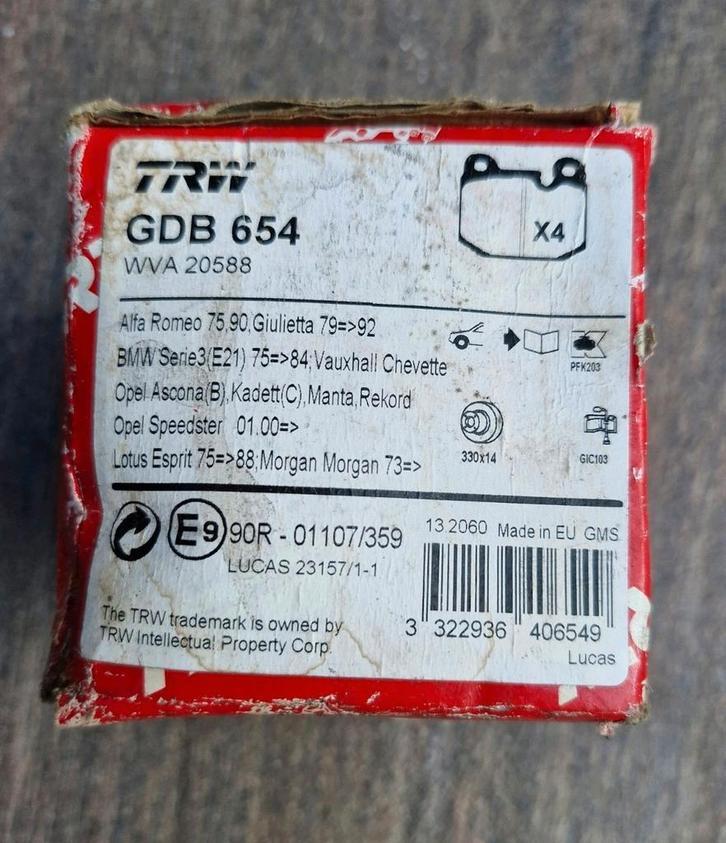 TRW
GDB 654
WVA 20588
X4
Alfa Romeo 75,90,Giulietta 79=>92
BMW Serie3(E21) 75=>84;Vauxhall Chevette
Opel Ascona(B),Kadett(C),Manta,Rekord
Opel Speedster 01.00=>
Lotus Esprit 75=>88;Morgan Morgan 73=>
PFK203
330x14
GIC103
E9 90R - 01107/359
LUCAS 23157/1-1
13.2060 Made in EU GMS
The TRW trademark is owned by
TRW Intellectual Property Corp.
3 322936 406549
Lucas